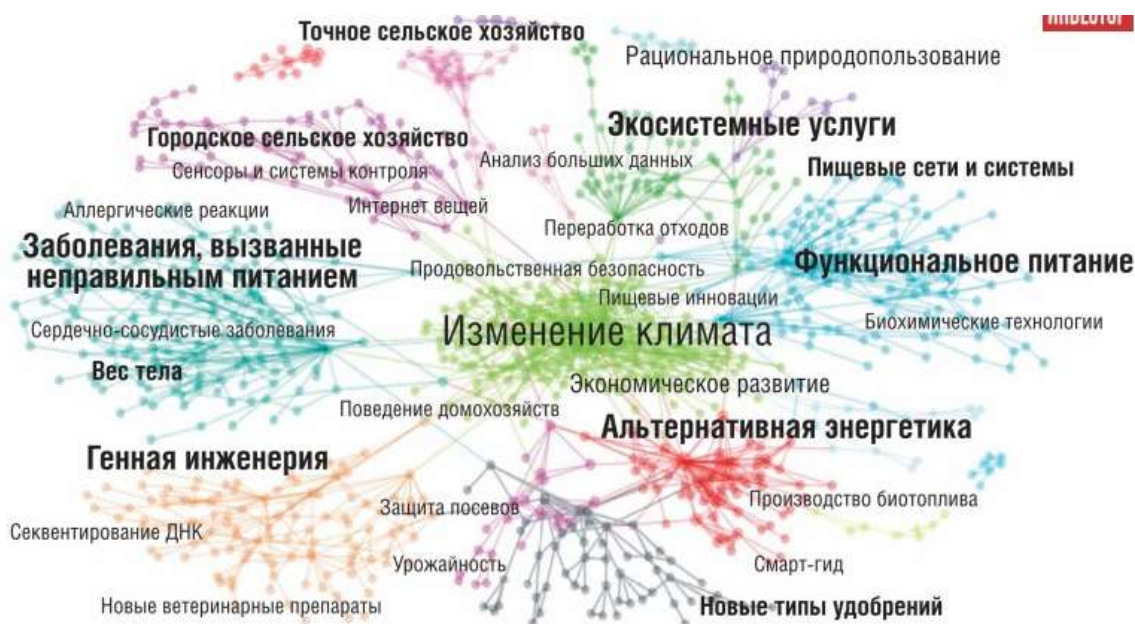 ИНВЕСТОР
Точное сельское хозяйство
Рациональное природопользование
Экосистемные услуги
Городское сельское хозяйство
Анализ больших данных
Пищевые сети и системы
Сенсоры и системы контроля
Интернет вещей
Аллергические реакции
Переработка отходов
Заболевания, вызванные
неправильным питанием
Продовольственная безопасность
Функциональное питание
Пищевые инновации
Сердечно-сосудистые заболевания
Изменение климата
Биохимические технологии
Вес тела
Экономическое развитие
Поведение домохозяйств
Альтернативная энергетика
Генная инженерия
Защита посевов
Производство биотоплива
Секвентирование ДНК
Урожайность
Смарт-гид
Новые ветеринарные препараты
Новые типы удобрений